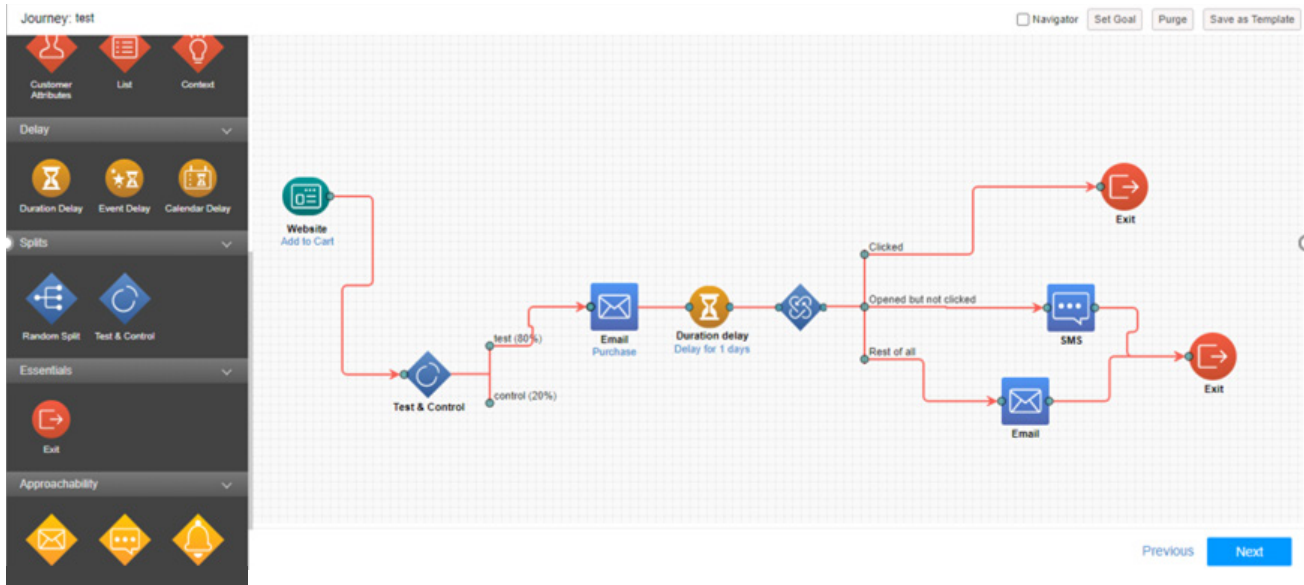 Journey: test
Navigator
Set Goal
Purge
Save as Template
Customer
Attributes
List
Context
Delay
Duration Delay
Event Delay
Calendar Delay
Splits
Random Split
Test & Control
Essentials
Exit
Approachability
Website
Add to Cart
Test & Control
test (80%)
control (20%)
Email
Purchase
Duration delay
Delay for 1 days
Clicked
Opened but not clicked
Rest of all
Exit
SMS
Email
Exit
Previous
Next